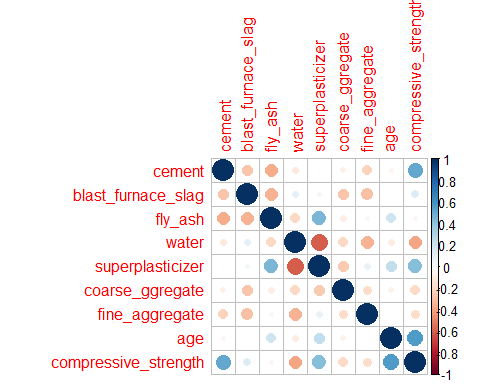 cement
blast_furnace_slag
fly_ash
water
superplasticizer
coarse_ggregate
fine_aggregate
age
compressive_strength
cement
blast_furnace_slag
fly_ash
water
superplasticizer
coarse_ggregate
fine_aggregate
age
compressive_strength
1
0.8
0.6
0.4
0.2
0
-0.2
-0.4
-0.6
-0.8
-1